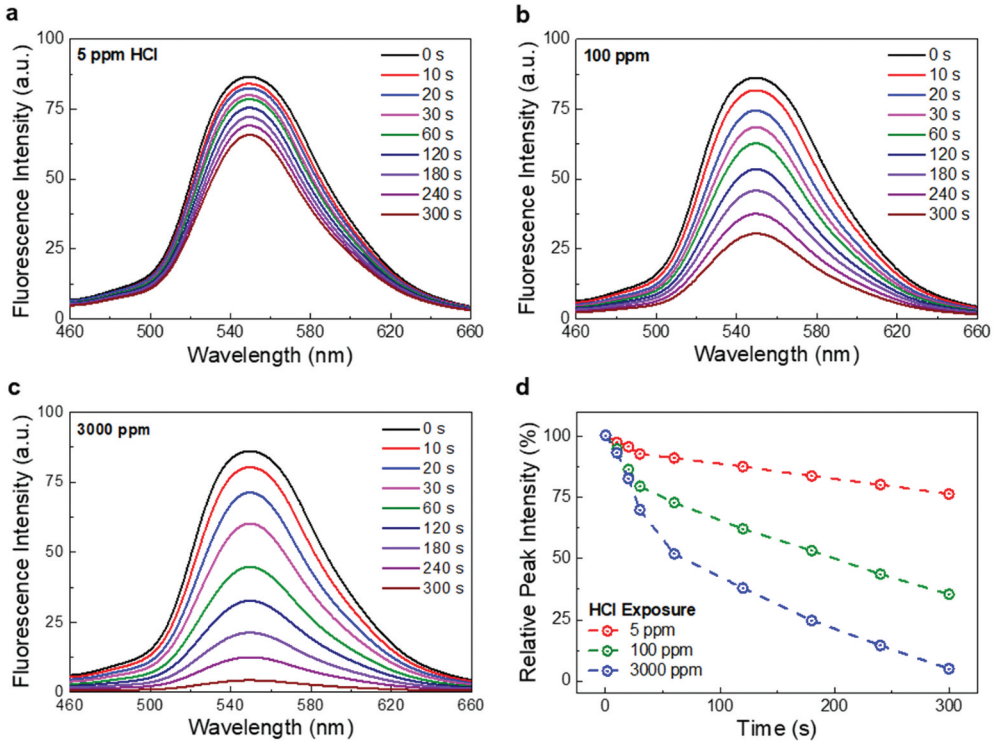 a
5 ppm HCl
0 s
10 s
20 s
30 s
60 s
120 s
180 s
240 s
300 s
100
75
50
25
0
460 500 540 580 620 660
Fluorescence Intensity (a.u.)
Wavelength (nm)
b
100 ppm
0 s
10 s
20 s
30 s
60 s
120 s
180 s
240 s
300 s
100
75
50
25
0
460 500 540 580 620 660
Fluorescence Intensity (a.u.)
Wavelength (nm)
c
3000 ppm
0 s
10 s
20 s
30 s
60 s
120 s
180 s
240 s
300 s
100
75
50
25
0
460 500 540 580 620 660
Fluorescence Intensity (a.u.)
Wavelength (nm)
d
100
75
50
25
0
0 100 200 300
Relative Peak Intensity (%)
Time (s)
HCl Exposure
5 ppm
100 ppm
3000 ppm